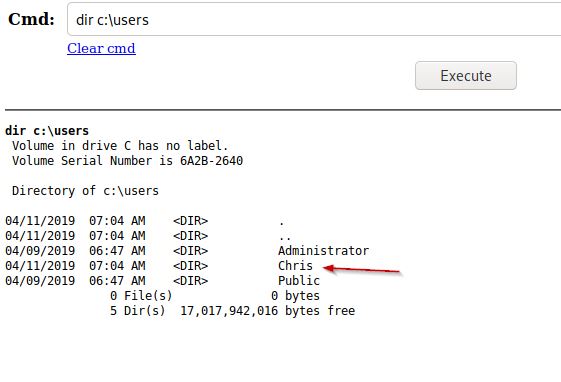 Cmd: dir c:\users
Clear cmd
Execute
dir c:\users
Volume in drive C has no label.
Volume Serial Number is 6A2B-2640
Directory of c:\users
04/11/2019 07:04 AM <DIR> .
04/11/2019 07:04 AM <DIR> ..
04/09/2019 06:47 AM <DIR> Administrator
04/11/2019 07:04 AM <DIR> Chris
04/09/2019 06:47 AM <DIR> Public
0 File(s) 0 bytes
5 Dir(s) 17,017,942,016 bytes free